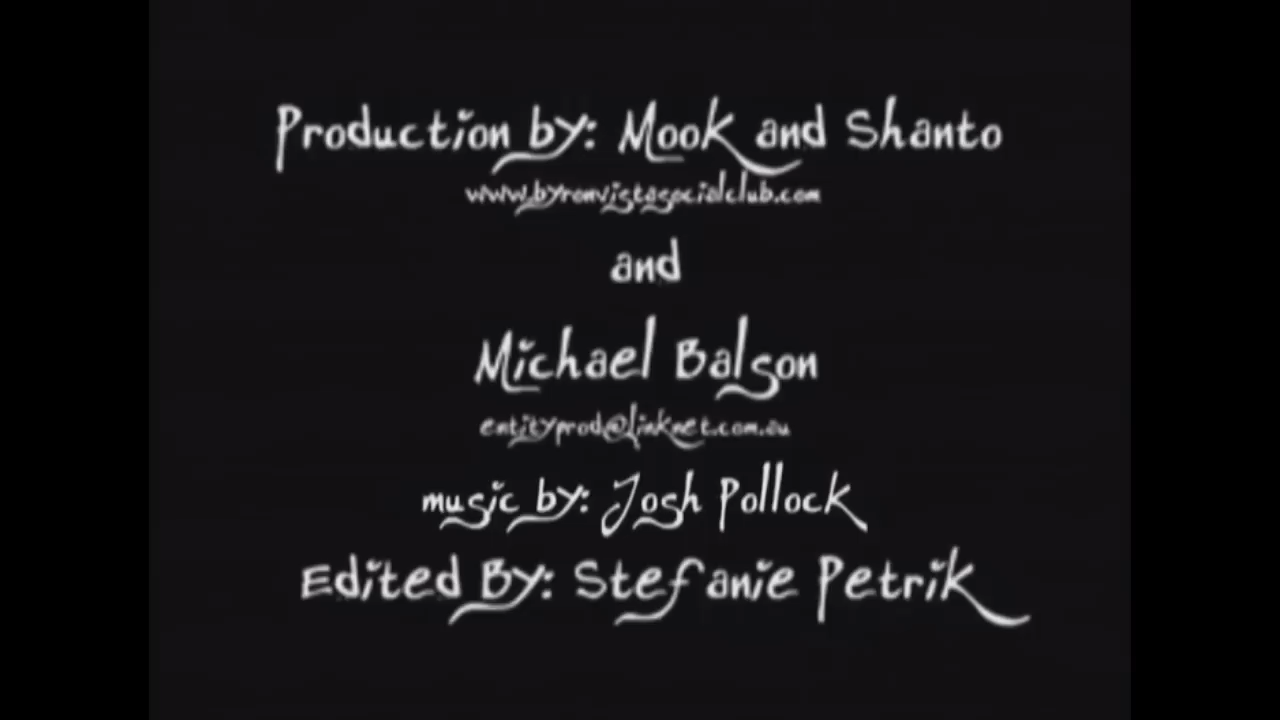 Production by: Mook and Shanto
www.byronvistasocialclub.com
and
Michael Balson
entityprod@linknet.com.au
music by: Josh Pollock
Edited By: Stefanie Petrik